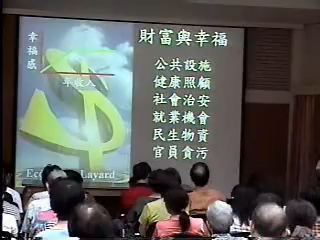 財富與幸福
幸福感
年收入
公共設施
健康照顧
社會治安
就業機會
民生物資
官員貪污
Layard